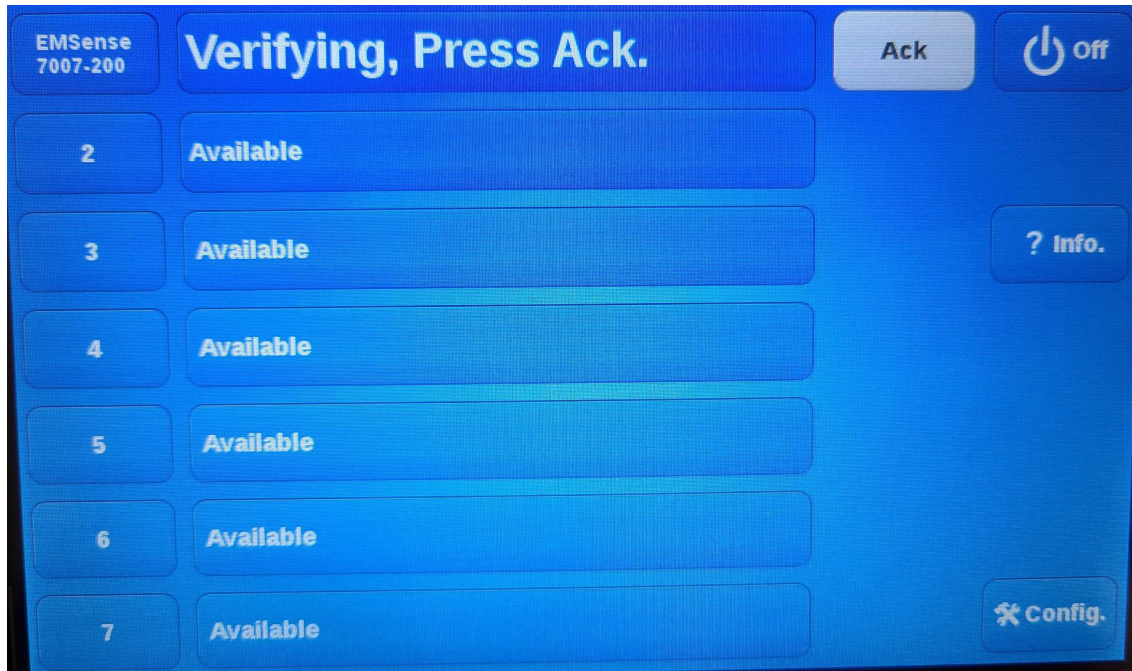 EMSense
7007-200
Verifying, Press Ack.
Ack
Off
2
Available
3
Available
? Info.
4
Available
5
Available
6
Available
7
Available
Config.